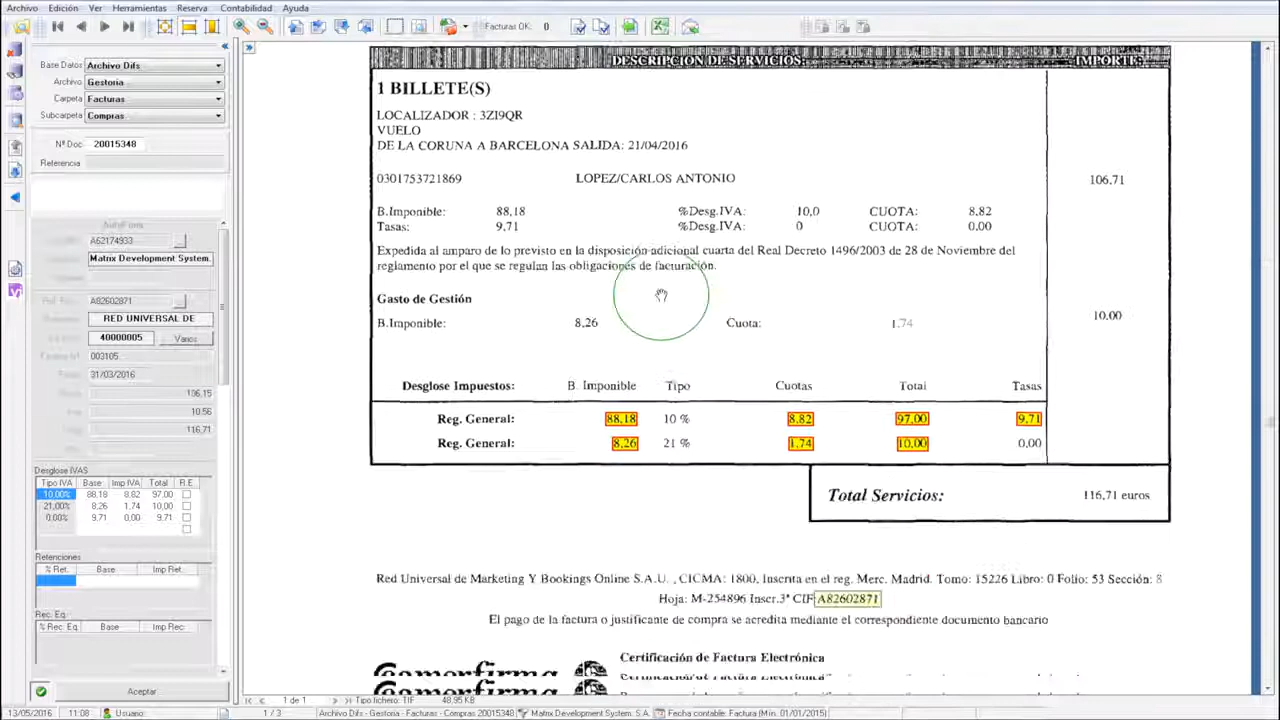 Archivo Edición Ver Herramientas Reserva Contabilidad Ayuda
Facturas OK: 0
Base Datos Archivo Difs
Archivo Gestoria
Carpeta Facturas
Subcarpeta Compras
Nº Doc 20015348
Referencia
A62174933
Matrix Development System.
A82602871
RED UNIVERSAL DE
40000005 Varios
003105
31/03/2016
106,15
10.56
116,71
Desglose IVAS
Tipo IVA Base Imp IVA Total R.E
10,00% 88,18 8,82 97,00
21,00% 8,26 1,74 10,00
0.00% 9,71 0,00 9,71
Retenciones
% Ret. Base Imp Ret.
Rec. Eq.
% Rec. Eq. Base Imp Rec.
Aceptar
DESCRIPCION DE SERVICIOS: IMPORTE:
1 BILLETE(S)
LOCALIZADOR : 3ZI9QR
VUELO
DE LA CORUNA A BARCELONA SALIDA: 21/04/2016
0301753721869 LOPEZ/CARLOS ANTONIO 106,71
B.Imponible: 88,18 %Desg.IVA: 10,0 CUOTA: 8,82
Tasas: 9,71 %Desg.IVA: 0 CUOTA: 0.00
Expedida al amparo de lo previsto en la disposición adicional cuarta del Real Decreto 1496/2003 de 28 de Noviembre del
reglamento por el que se regulan las obligaciones de facturación.
Gasto de Gestión
B.Imponible: 8,26 Cuota: 1,74 10.00
Desglose Impuestos: B. Imponible Tipo Cuotas Total Tasas
Reg. General: 88,18 10 % 8,82 97,00 9,71
Reg. General: 8,26 21 % 1,74 10,00 0,00
Total Servicios: 116,71 euros
Red Universal de Marketing Y Bookings Online S.A.U. , CICMA: 1800, Inscrita en el reg. Merc. Madrid. Tomo: 15226 Libro: 0 Folio: 53 Sección: 8
Hoja: M-254896 Inscr.3ª CIF A82602871
El pago de la factura o justificante de compra se acredita mediante el correspondiente documento bancario
Certificación de Factura Electrónica
Camerfirma
1 de 1 Tipo fichero: TIF 48,95 KB
13/05/2016 11:08 Usuario: 1 / 3 Archivo Difs - Gestoria - Facturas - Compras 20015348 Matrix Development System, S.A. Fecha contable: Factura (Mín. 01/01/2015)